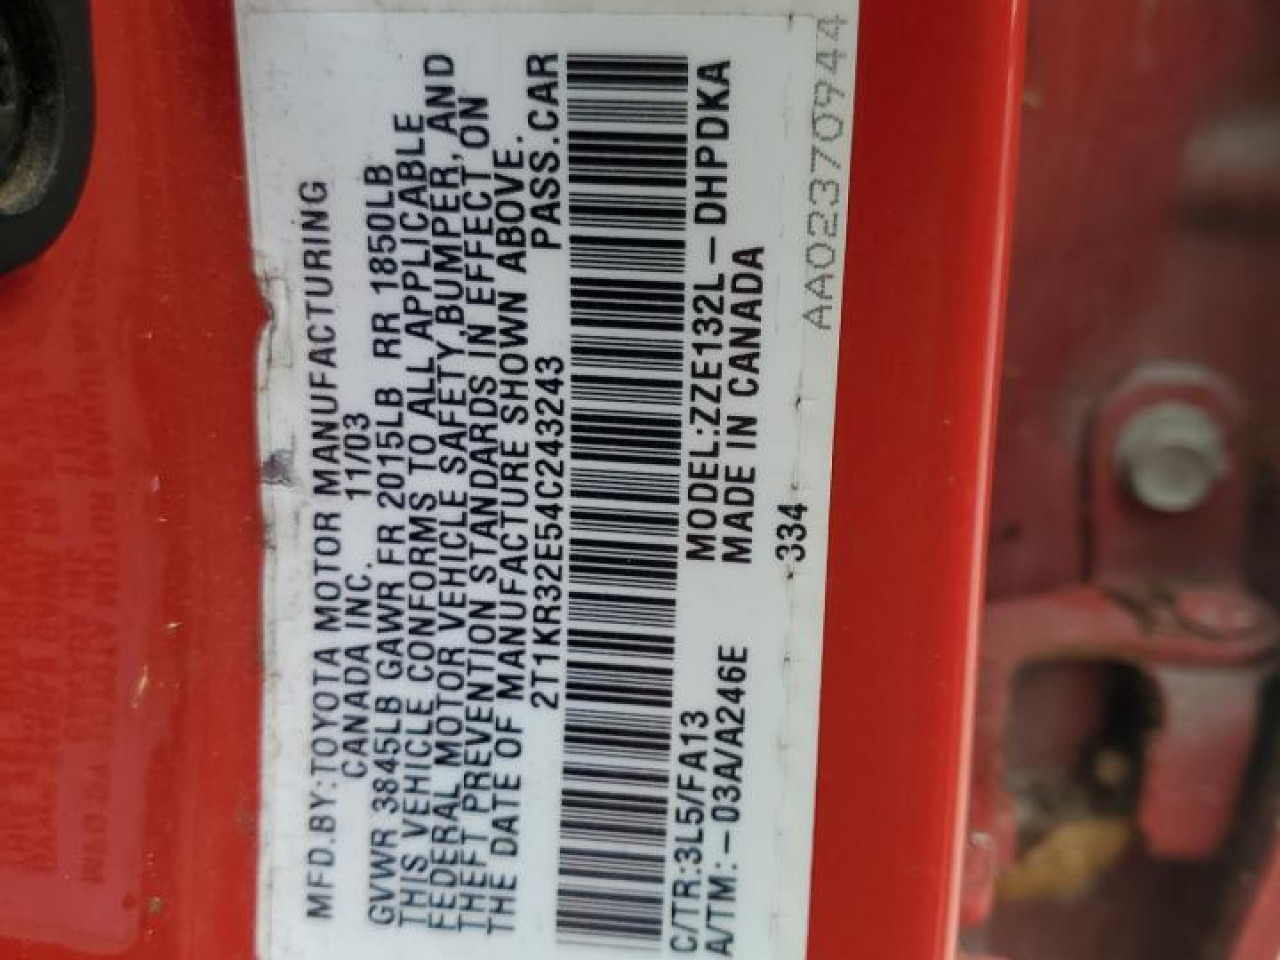 MFD.BY:TOYOTA MOTOR MANUFACTURING
CANADA INC. 11/03
GVWR 3845LB GAWR FR 2015LB RR 1850LB
THIS VEHICLE CONFORMS TO ALL APPLICABLE
FEDERAL MOTOR VEHICLE SAFETY,BUMPER, AND
THEFT PREVENTION STANDARDS IN EFFECT ON
THE DATE OF MANUFACTURE SHOWN ABOVE.
2T1KR32E54C243243 PASS.CAR
C/TR:3L5/FA13 MODEL:ZZE132L-DHPDKA
A/TM:-03A/A246E MADE IN CANADA
334
AA02370944